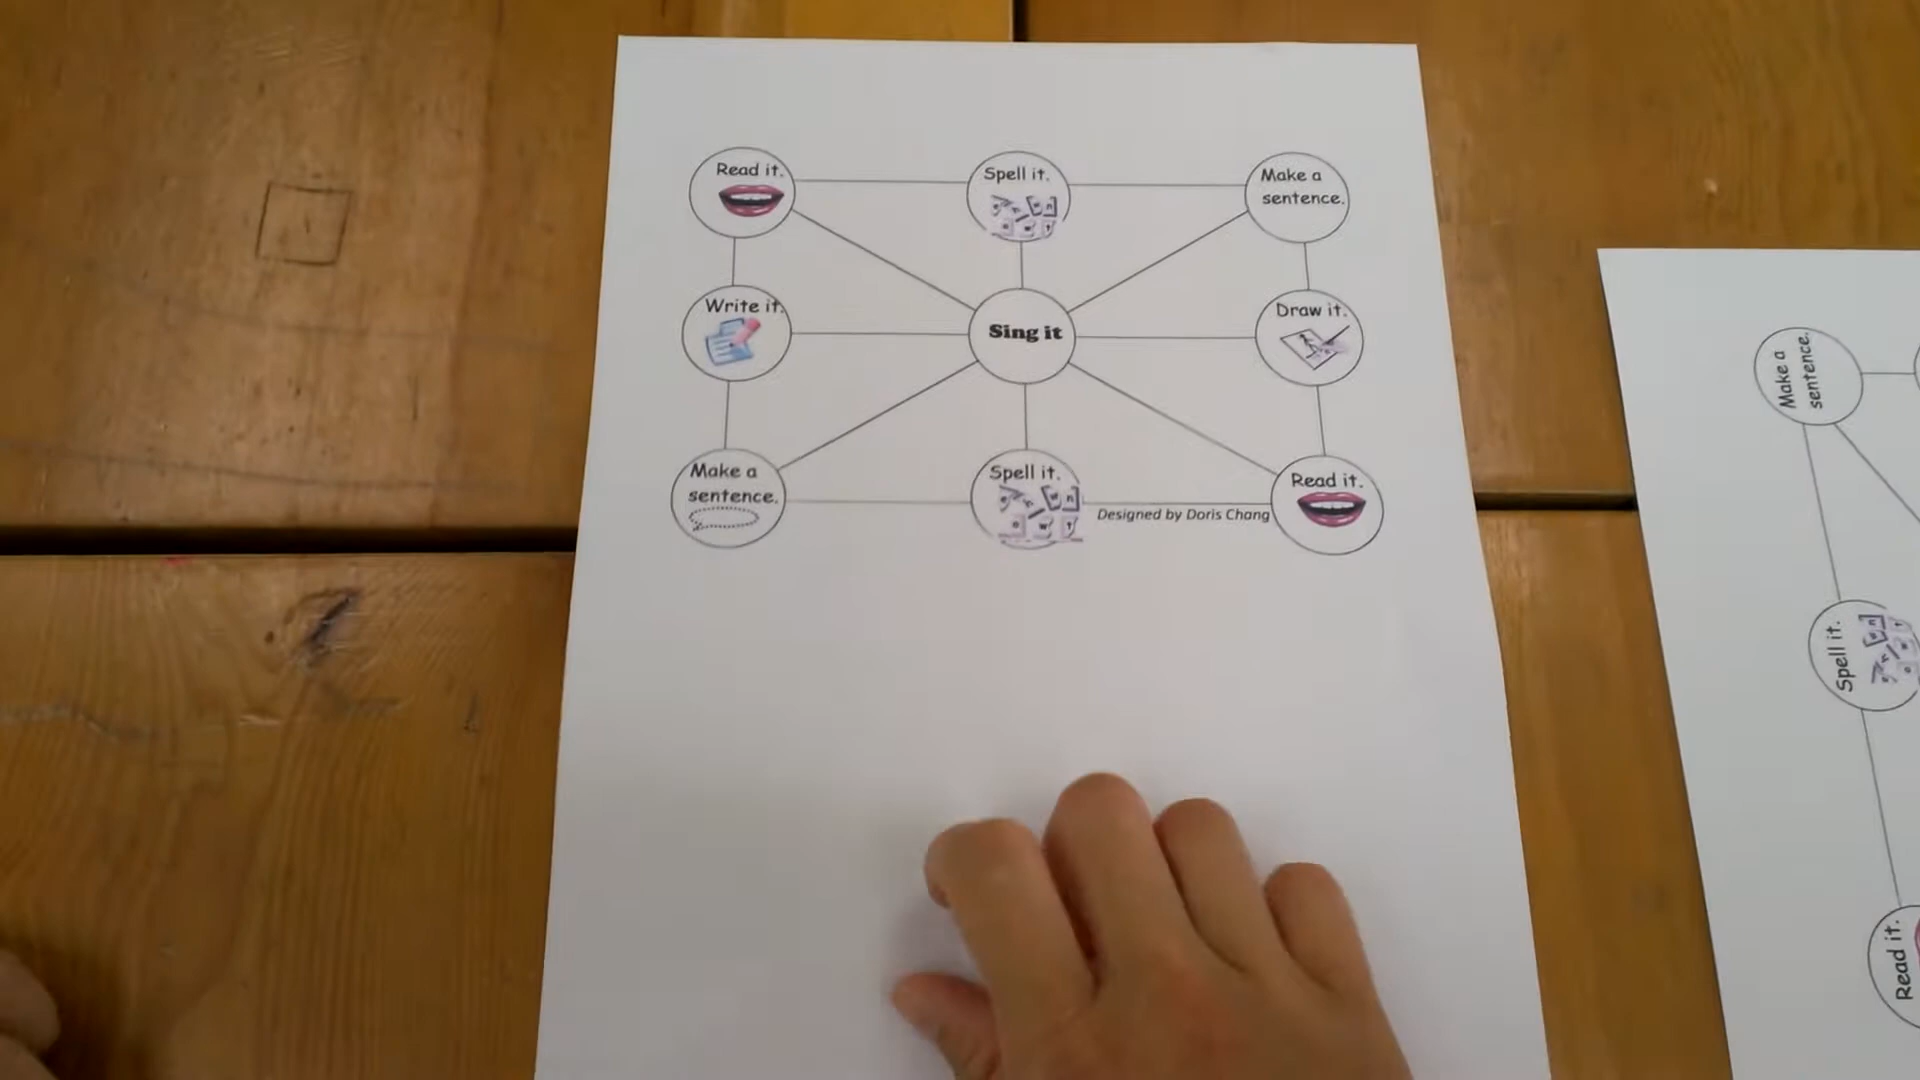 Read it.
Spell it.
Make a
sentence.
Write it.
Sing it
Draw it.
Make a
sentence.
Spell it.
Designed by Doris Chang
Read it.
Make a
sentence.
Spell it.
Read it.